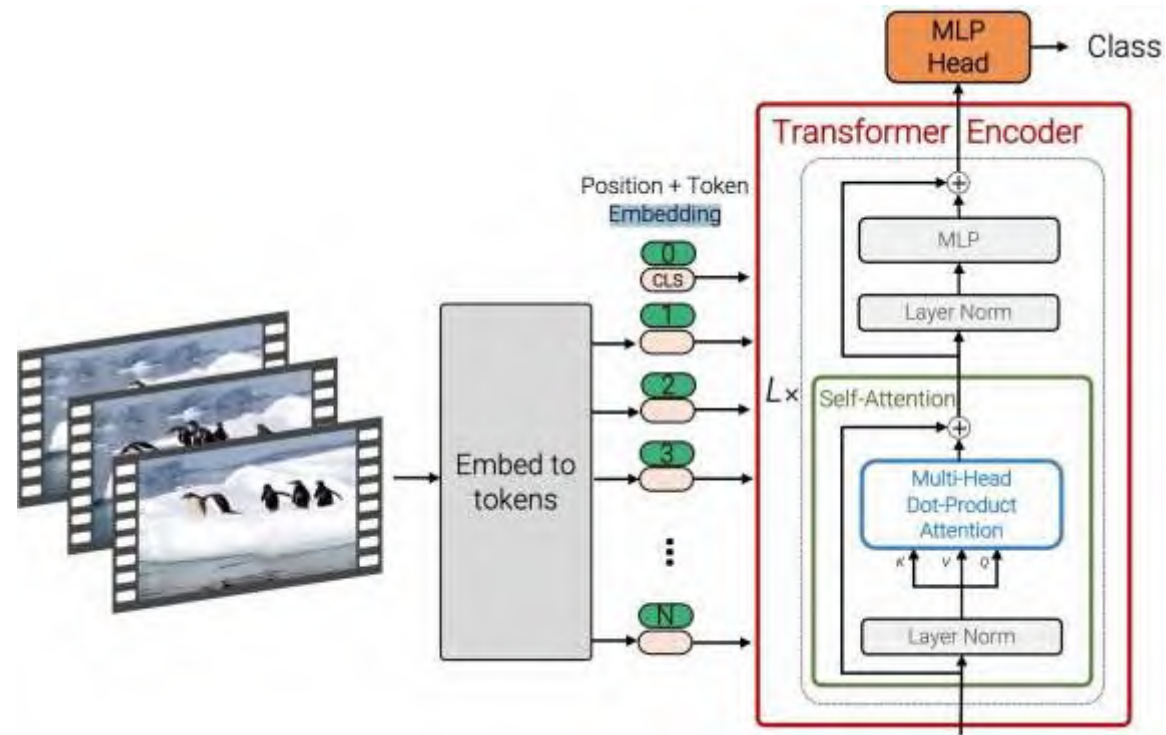 MLP
Head
Class
Transformer Encoder
Position + Token
Embedding
0
CLS
1
2
3
N
Embed to
tokens
L×
MLP
Layer Norm
Self-Attention
Multi-Head
Dot-Product
Attention
K V Q
Layer Norm